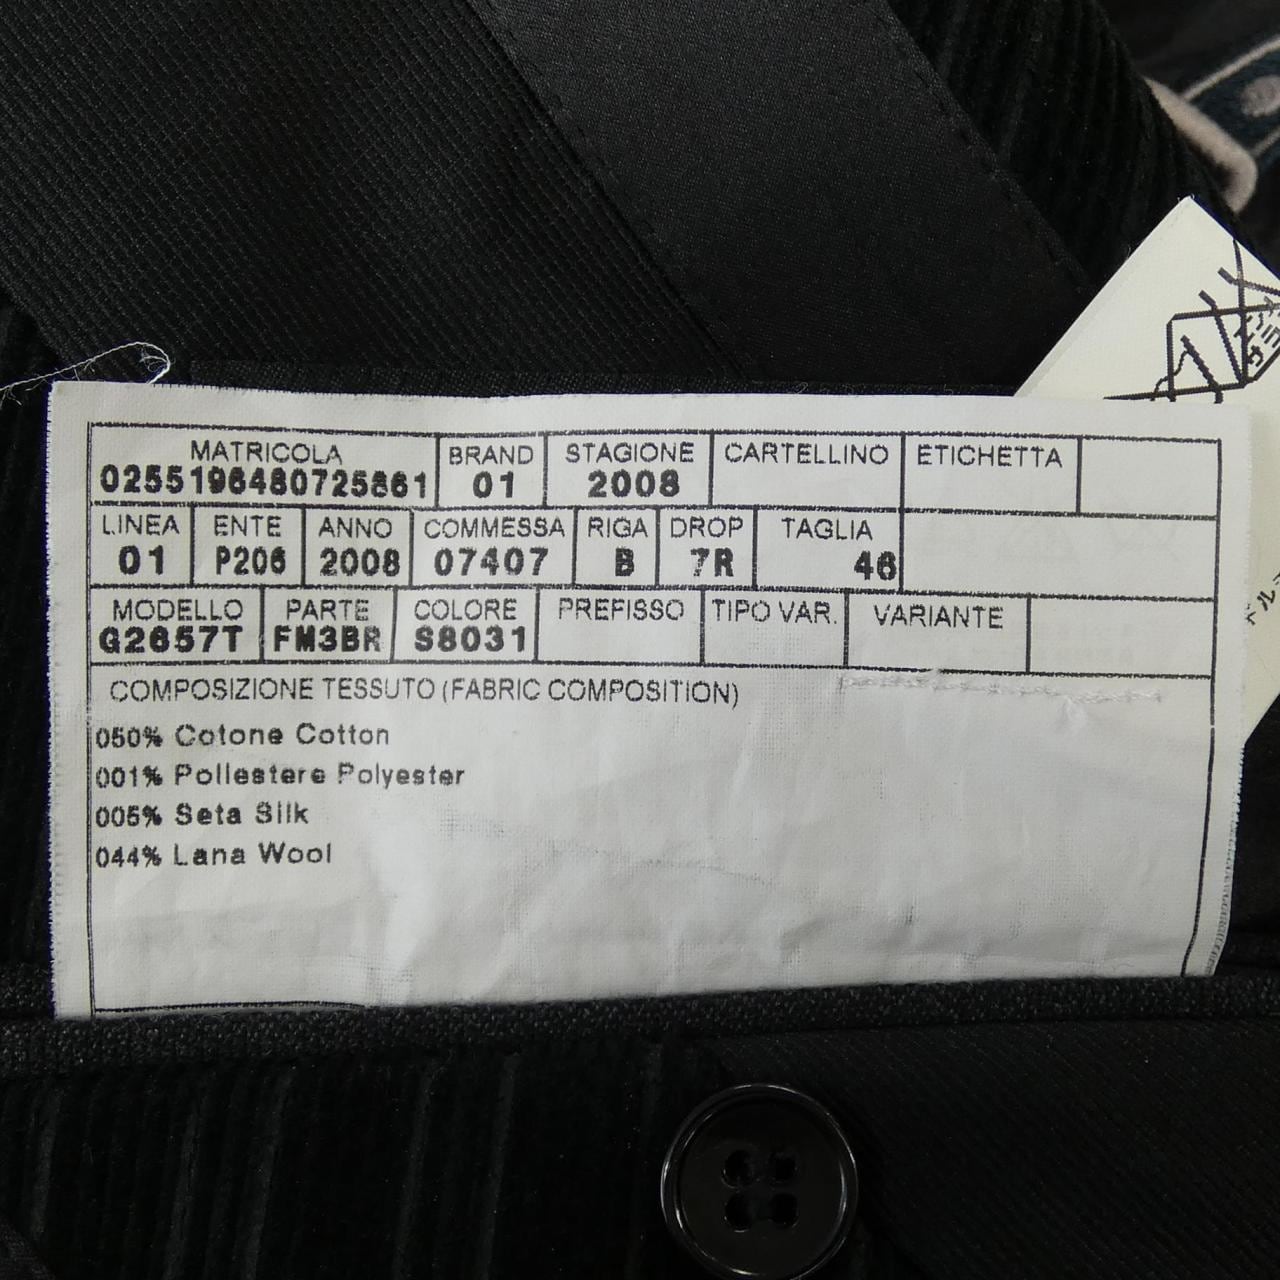 MATRICOLA BRAND STAGIONE CARTELLINO ETICHETTA
01 2008
LINEA ENTE ANNO COMMESSA RIGA DROP TAGLIA
01 P206 2008 07407 B 7R 46
MODELLO PARTE COLORE PREFISSO TIPO VAR. VARIANTE
G2657T FM3BR S8031
COMPOSIZIONE TESSUTO (FABRIC COMPOSITION)
050% Cotone Cotton
001% Poliestere Polyester
005% Seta Silk
044% Lana Wool